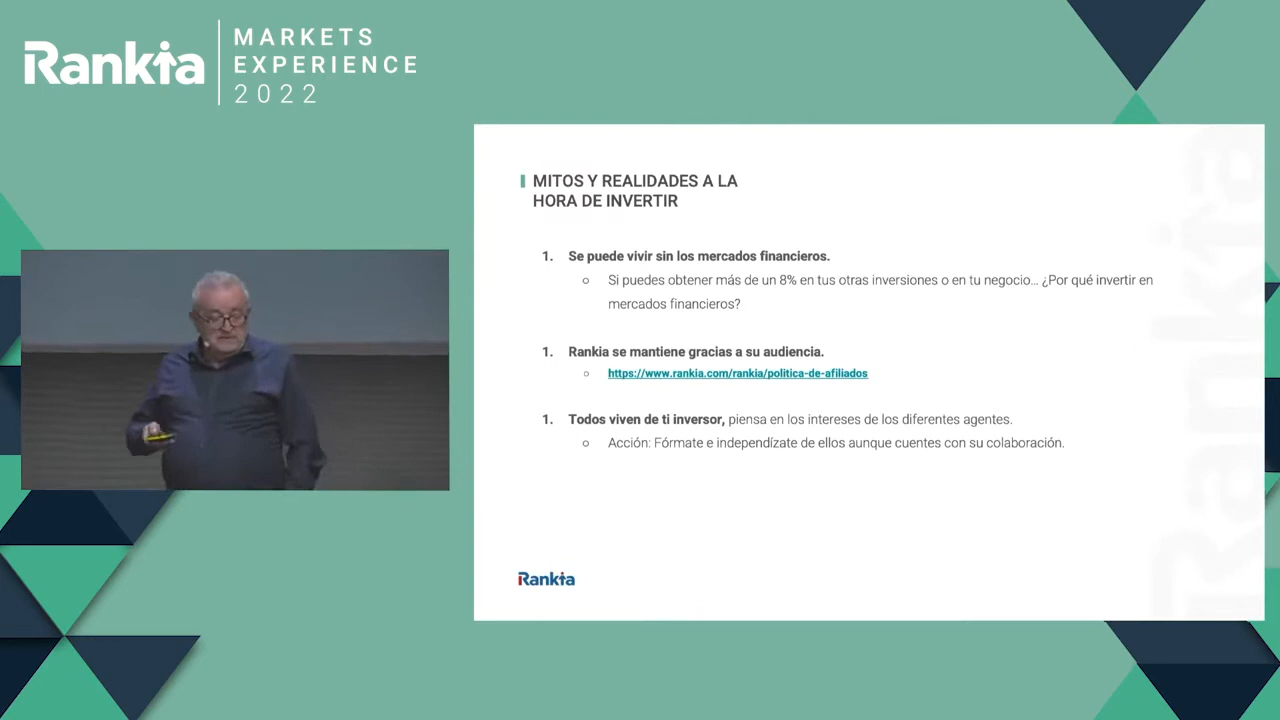 Rankia
MARKETS
EXPERIENCE
2022
MITOS Y REALIDADES A LA
HORA DE INVERTIR
1. Se puede vivir sin los mercados financieros.
○ Si puedes obtener más de un 8% en tus otras inversiones o en tu negocio... ¿Por qué invertir en
mercados financieros?
1. Rankia se mantiene gracias a su audiencia.
○ https://www.rankia.com/rankia/politica-de-afiliados
1. Todos viven de ti inversor, piensa en los intereses de los diferentes agentes.
○ Acción: Fórmate e independízate de ellos aunque cuentes con su colaboración.
Rankia
Rankia